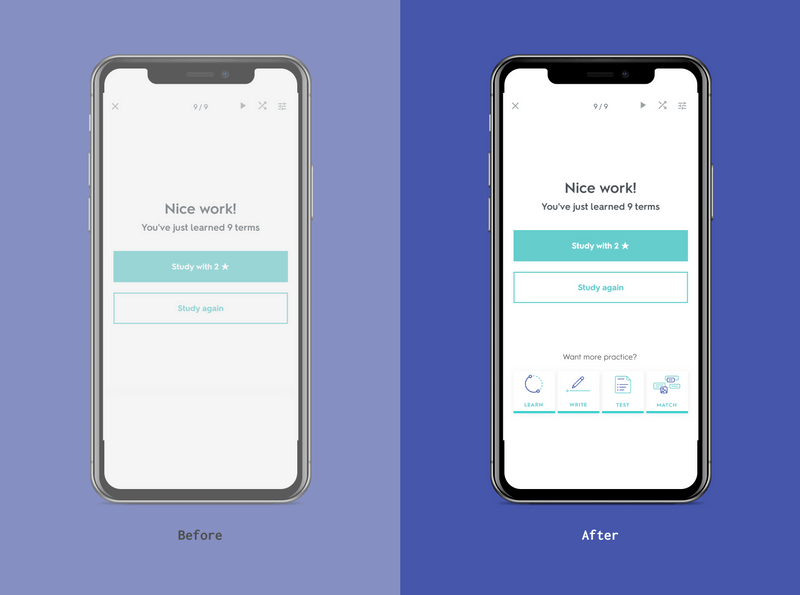 9 / 9
Nice work!
You've just learned 9 terms
Study with 2 ★
Study again
Before
9 / 9
Nice work!
You've just learned 9 terms
Study with 2 ★
Study again
Want more practice?
LEARN WRITE TEST MATCH
After